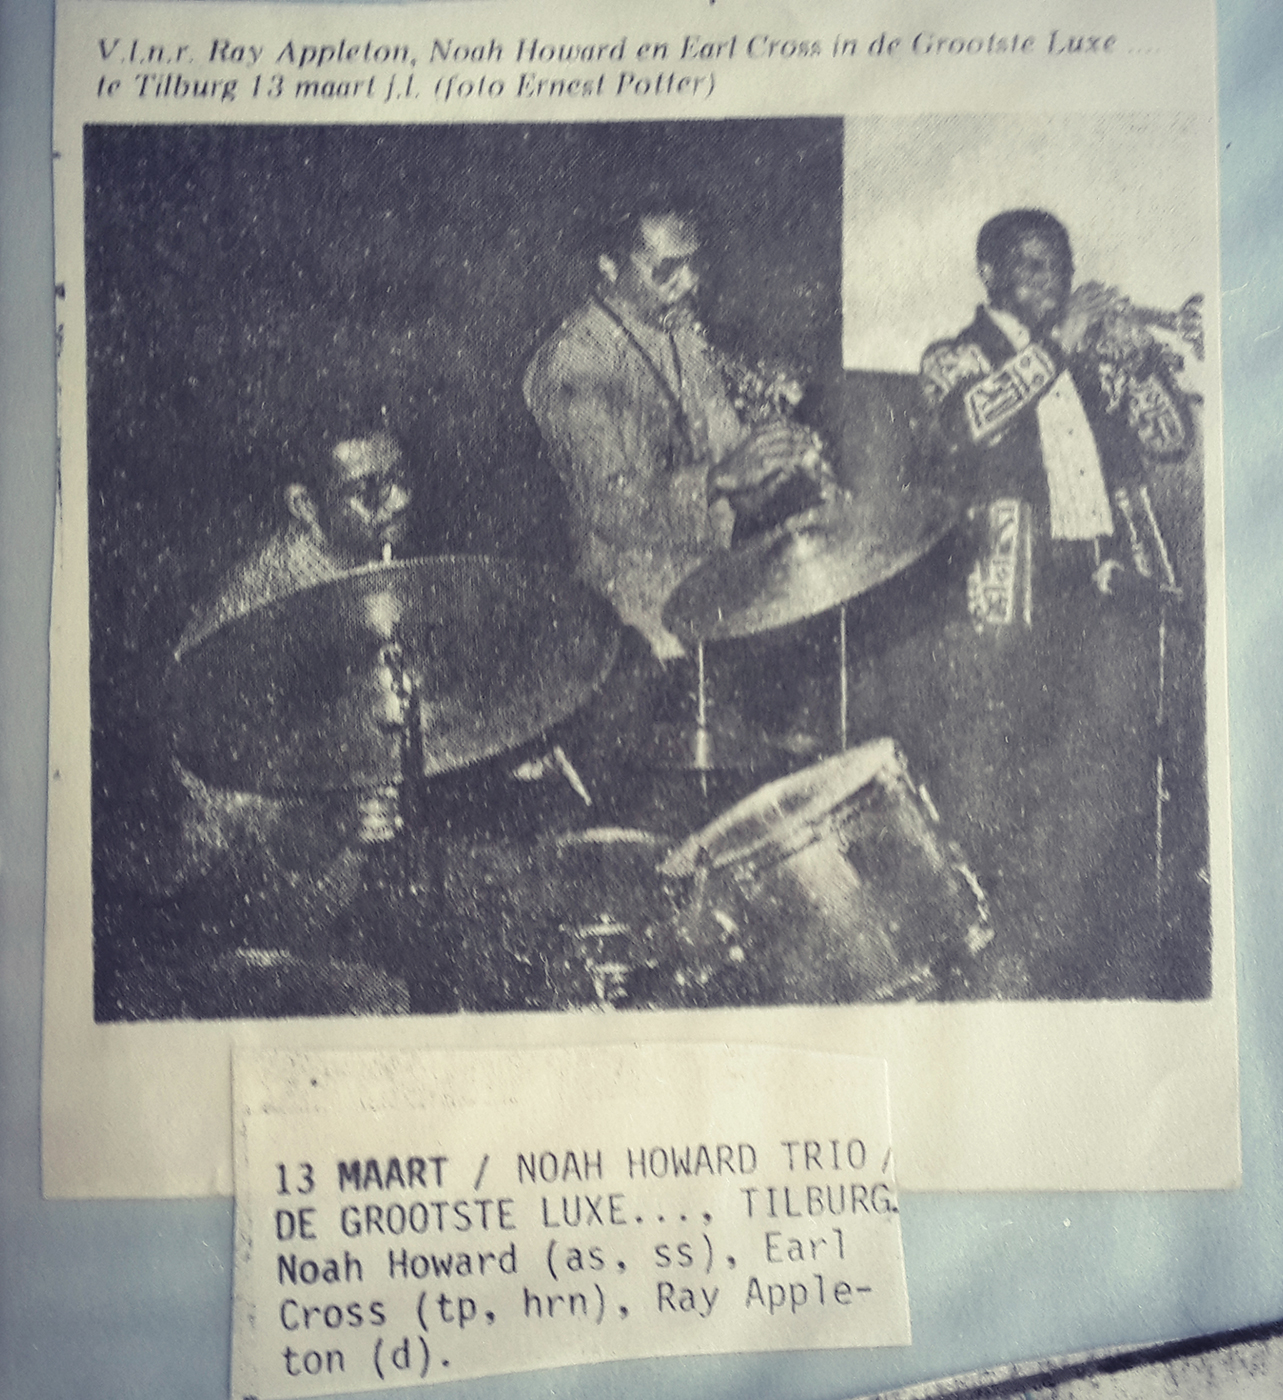 V.l.n.r. Ray Appleton, Noah Howard en Earl Cross in de Grootste Luxe ....
te Tilburg 13 maart j.l. (foto Ernest Potter)
13 MAART / NOAH HOWARD TRIO /
DE GROOTSTE LUXE..., TILBURG.
Noah Howard (as, ss), Earl
Cross (tp, hrn), Ray Apple-
ton (d).